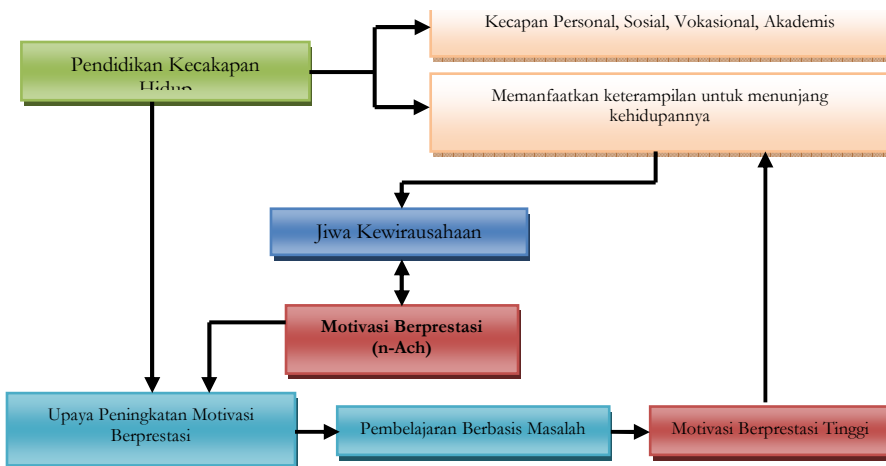 Kecapan Personal, Sosial, Vokasional, Akademis
Pendidikan Kecakapan
Hidup
Memanfaatkan keterampilan untuk menunjang
kehidupannya
Jiwa Kewirausahaan
Motivasi Berprestasi
(n-Ach)
Upaya Peningkatan Motivasi
Berprestasi
Pembelajaran Berbasis Masalah
Motivasi Berprestasi Tinggi